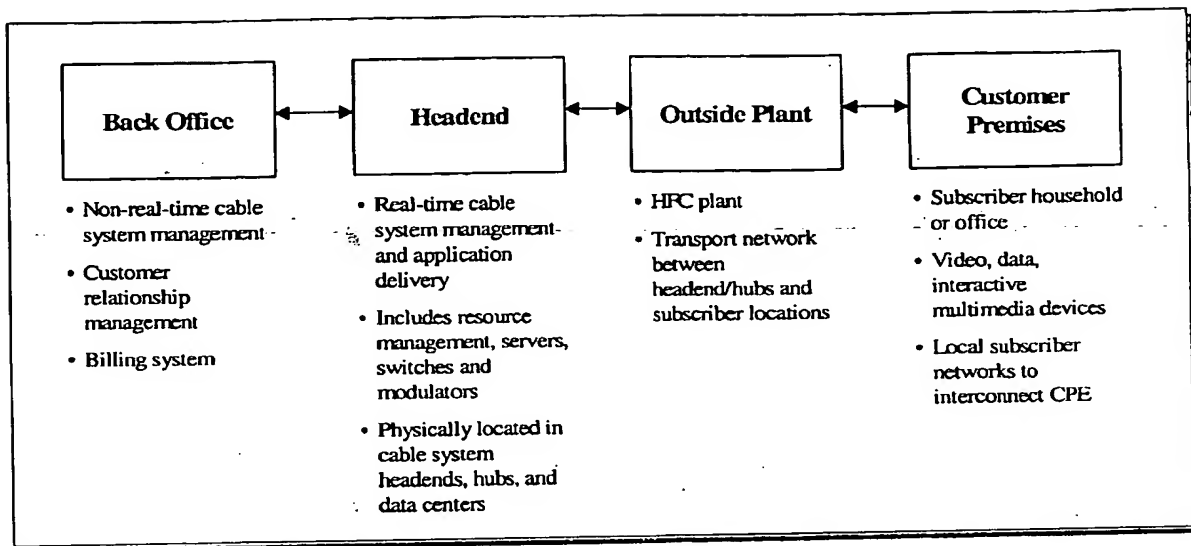 Back Office
Headend
Outside Plant
Customer
Premises
• Non-real-time cable
system management
• Customer
relationship
management
• Billing system
• Real-time cable
system management
and application
delivery
• Includes resource
management, servers,
switches and
modulators
• Physically located in
cable system
headends, hubs, and
data centers
• HFC plant
• Transport network
between
headend/hubs and
subscriber locations
• Subscriber household
or office
• Video, data,
interactive
multimedia devices
• Local subscriber
networks to
interconnect CPE